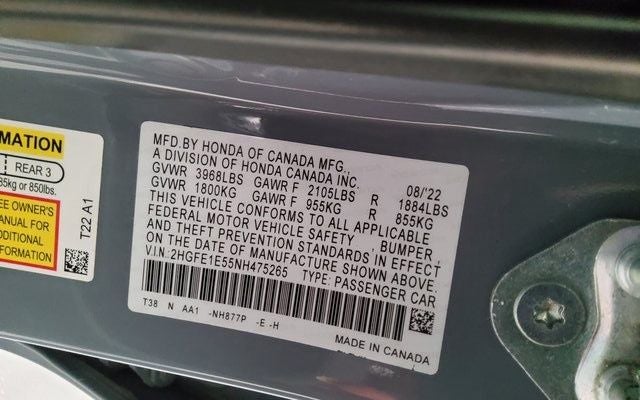 MATION
REAR 3
85kg or 850lbs.
EE OWNER'S
ANUAL FOR
DDITIONAL
FORMATION
T22 A1
MFD.BY HONDA OF CANADA MFG.,
A DIVISION OF HONDA CANADA INC. 08/'22
GVWR 3968LBS GAWR F 2105LBS R 1884LBS
GVWR 1800KG GAWR F 955KG R 855KG
THIS VEHICLE CONFORMS TO ALL APPLICABLE
FEDERAL MOTOR VEHICLE SAFETY , BUMPER ,
AND THEFT PREVENTION STANDARDS IN EFFECT
ON THE DATE OF MANUFACTURE SHOWN ABOVE.
V.I.N: 2HGFE1E55NH475265 TYPE: PASSENGER CAR
T38 N AA1 -NH877P -E -H
MADE IN CANADA